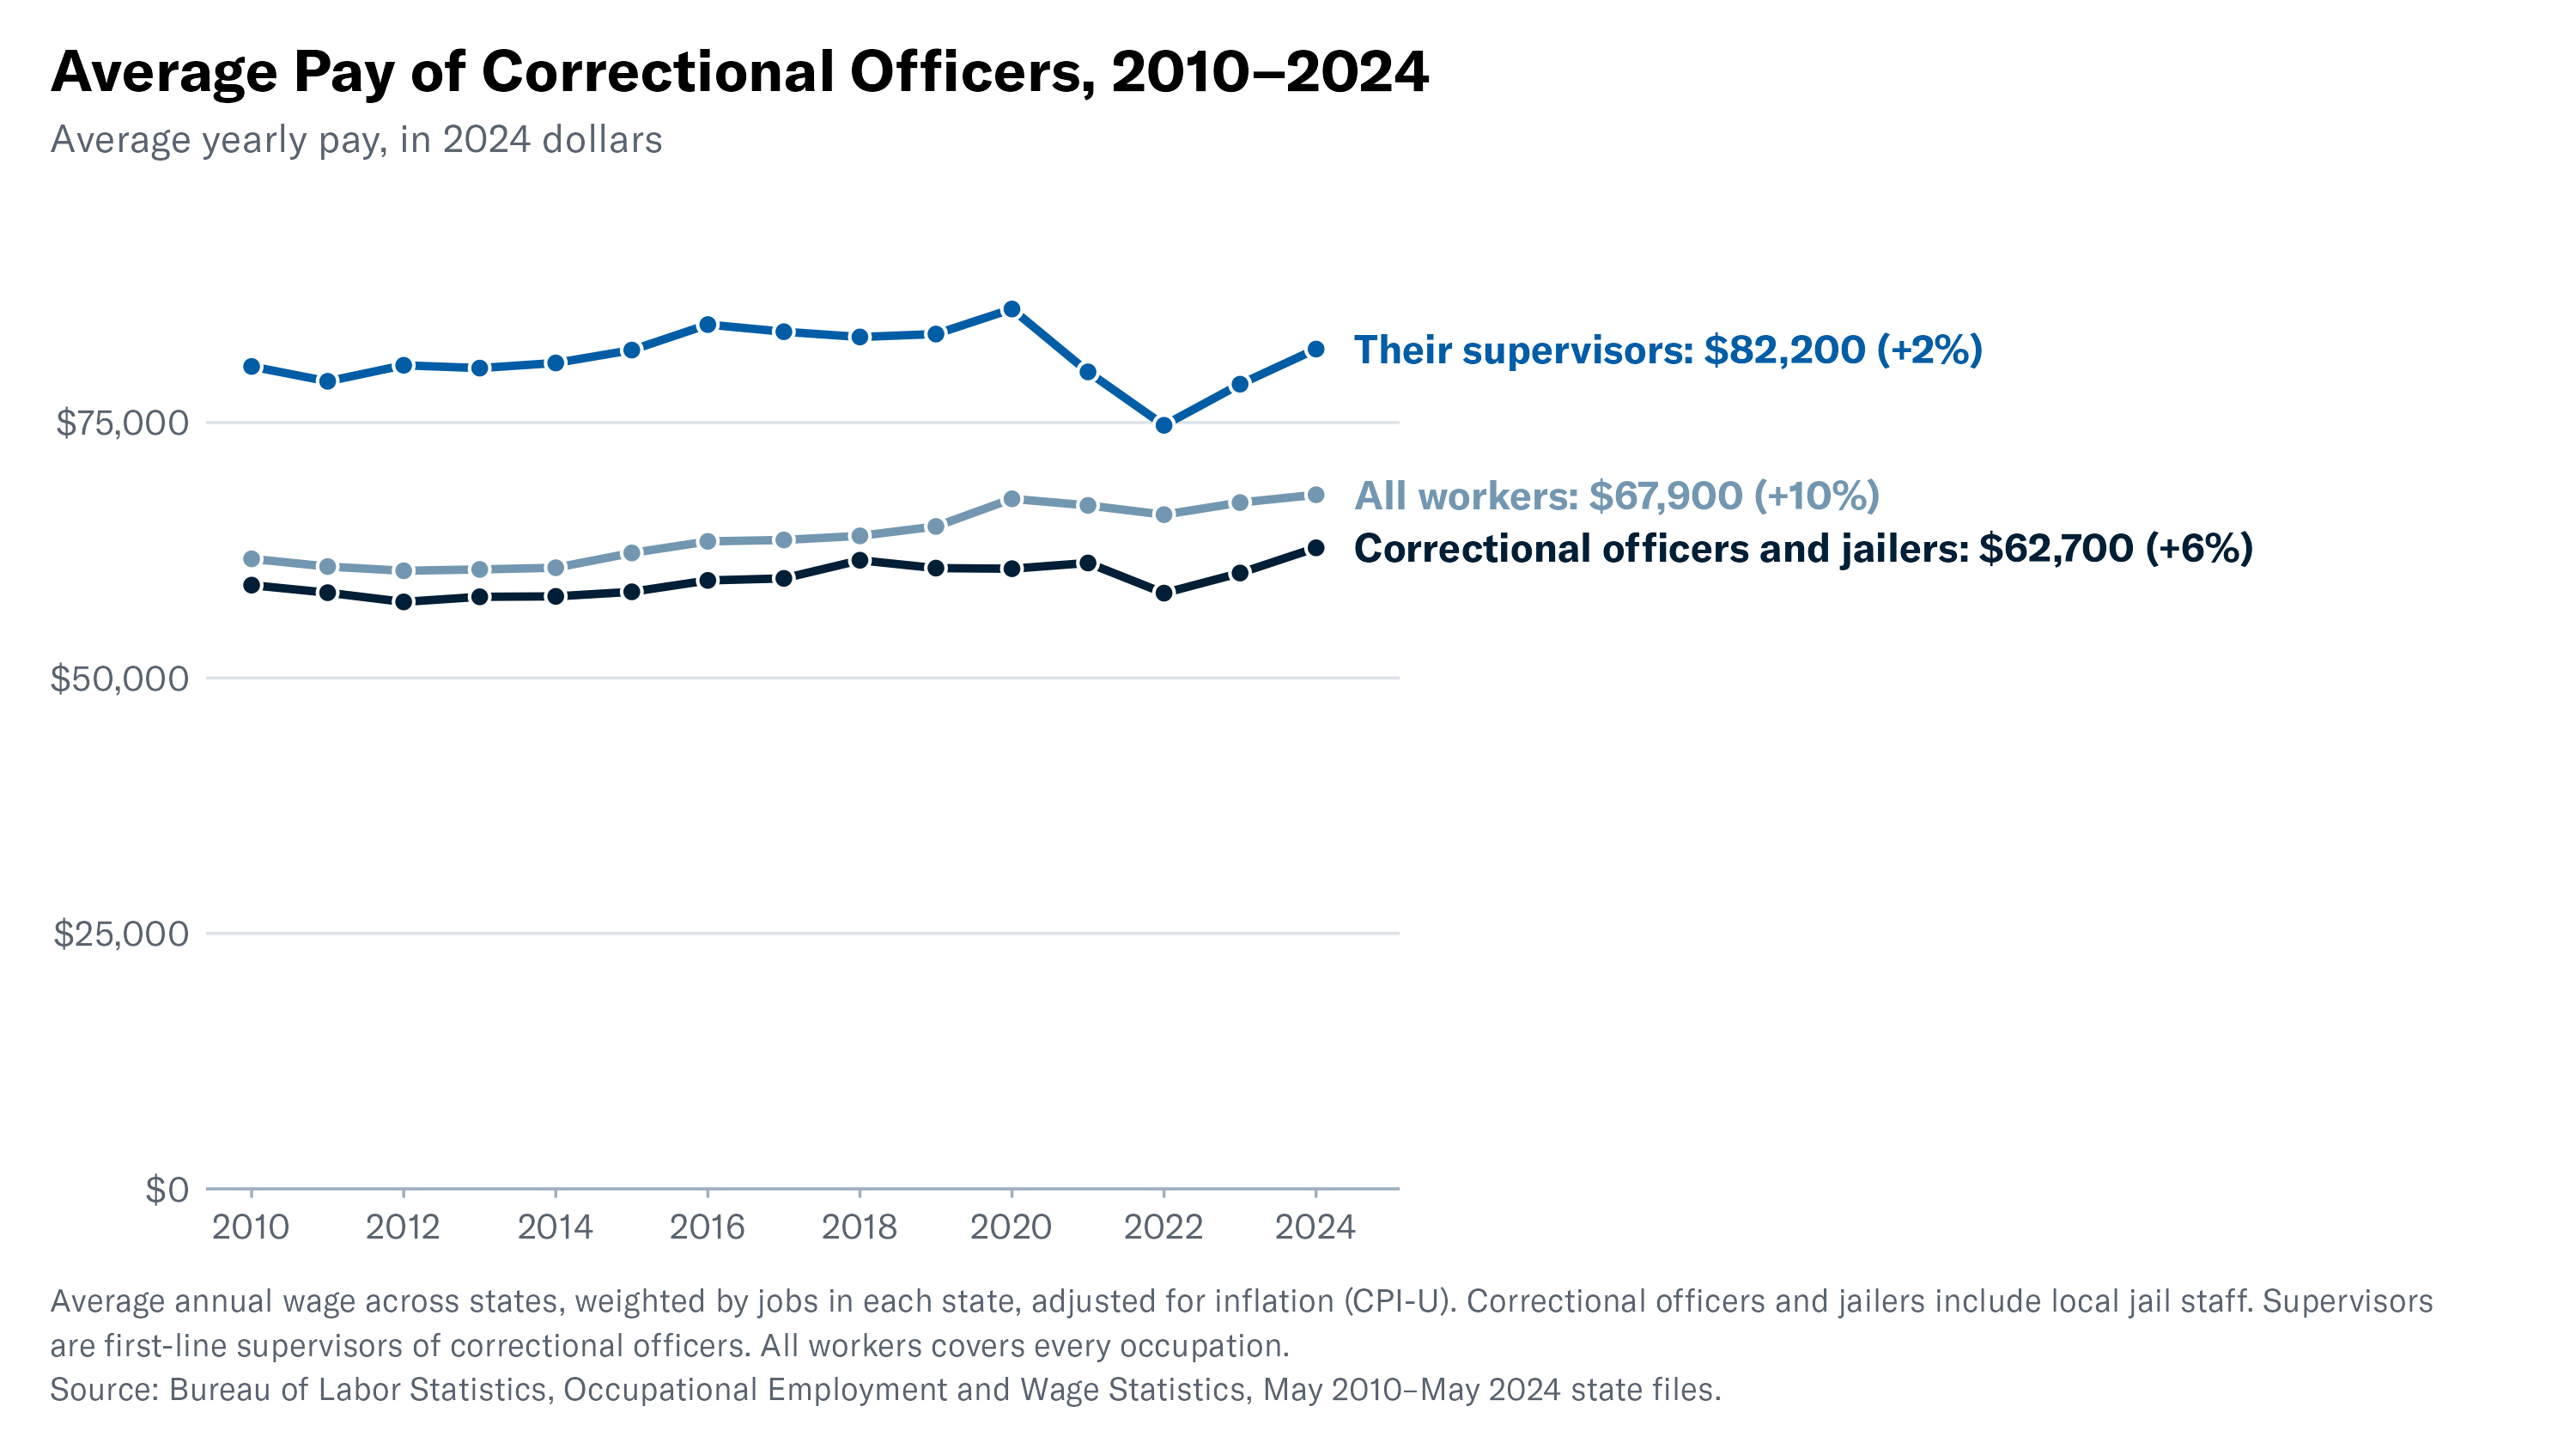 Average Pay of Correctional Officers, 2010–2024
Average yearly pay, in 2024 dollars
Their supervisors: $82,200 (+2%)
$75,000
All workers: $67,900 (+10%)
Correctional officers and jailers: $62,700 (+6%)
$50,000
$25,000
$0
2010 2012 2014 2016 2018 2020 2022 2024
Average annual wage across states, weighted by jobs in each state, adjusted for inflation (CPI-U). Correctional officers and jailers include local jail staff. Supervisors
are first-line supervisors of correctional officers. All workers covers every occupation.
Source: Bureau of Labor Statistics, Occupational Employment and Wage Statistics, May 2010–May 2024 state files.